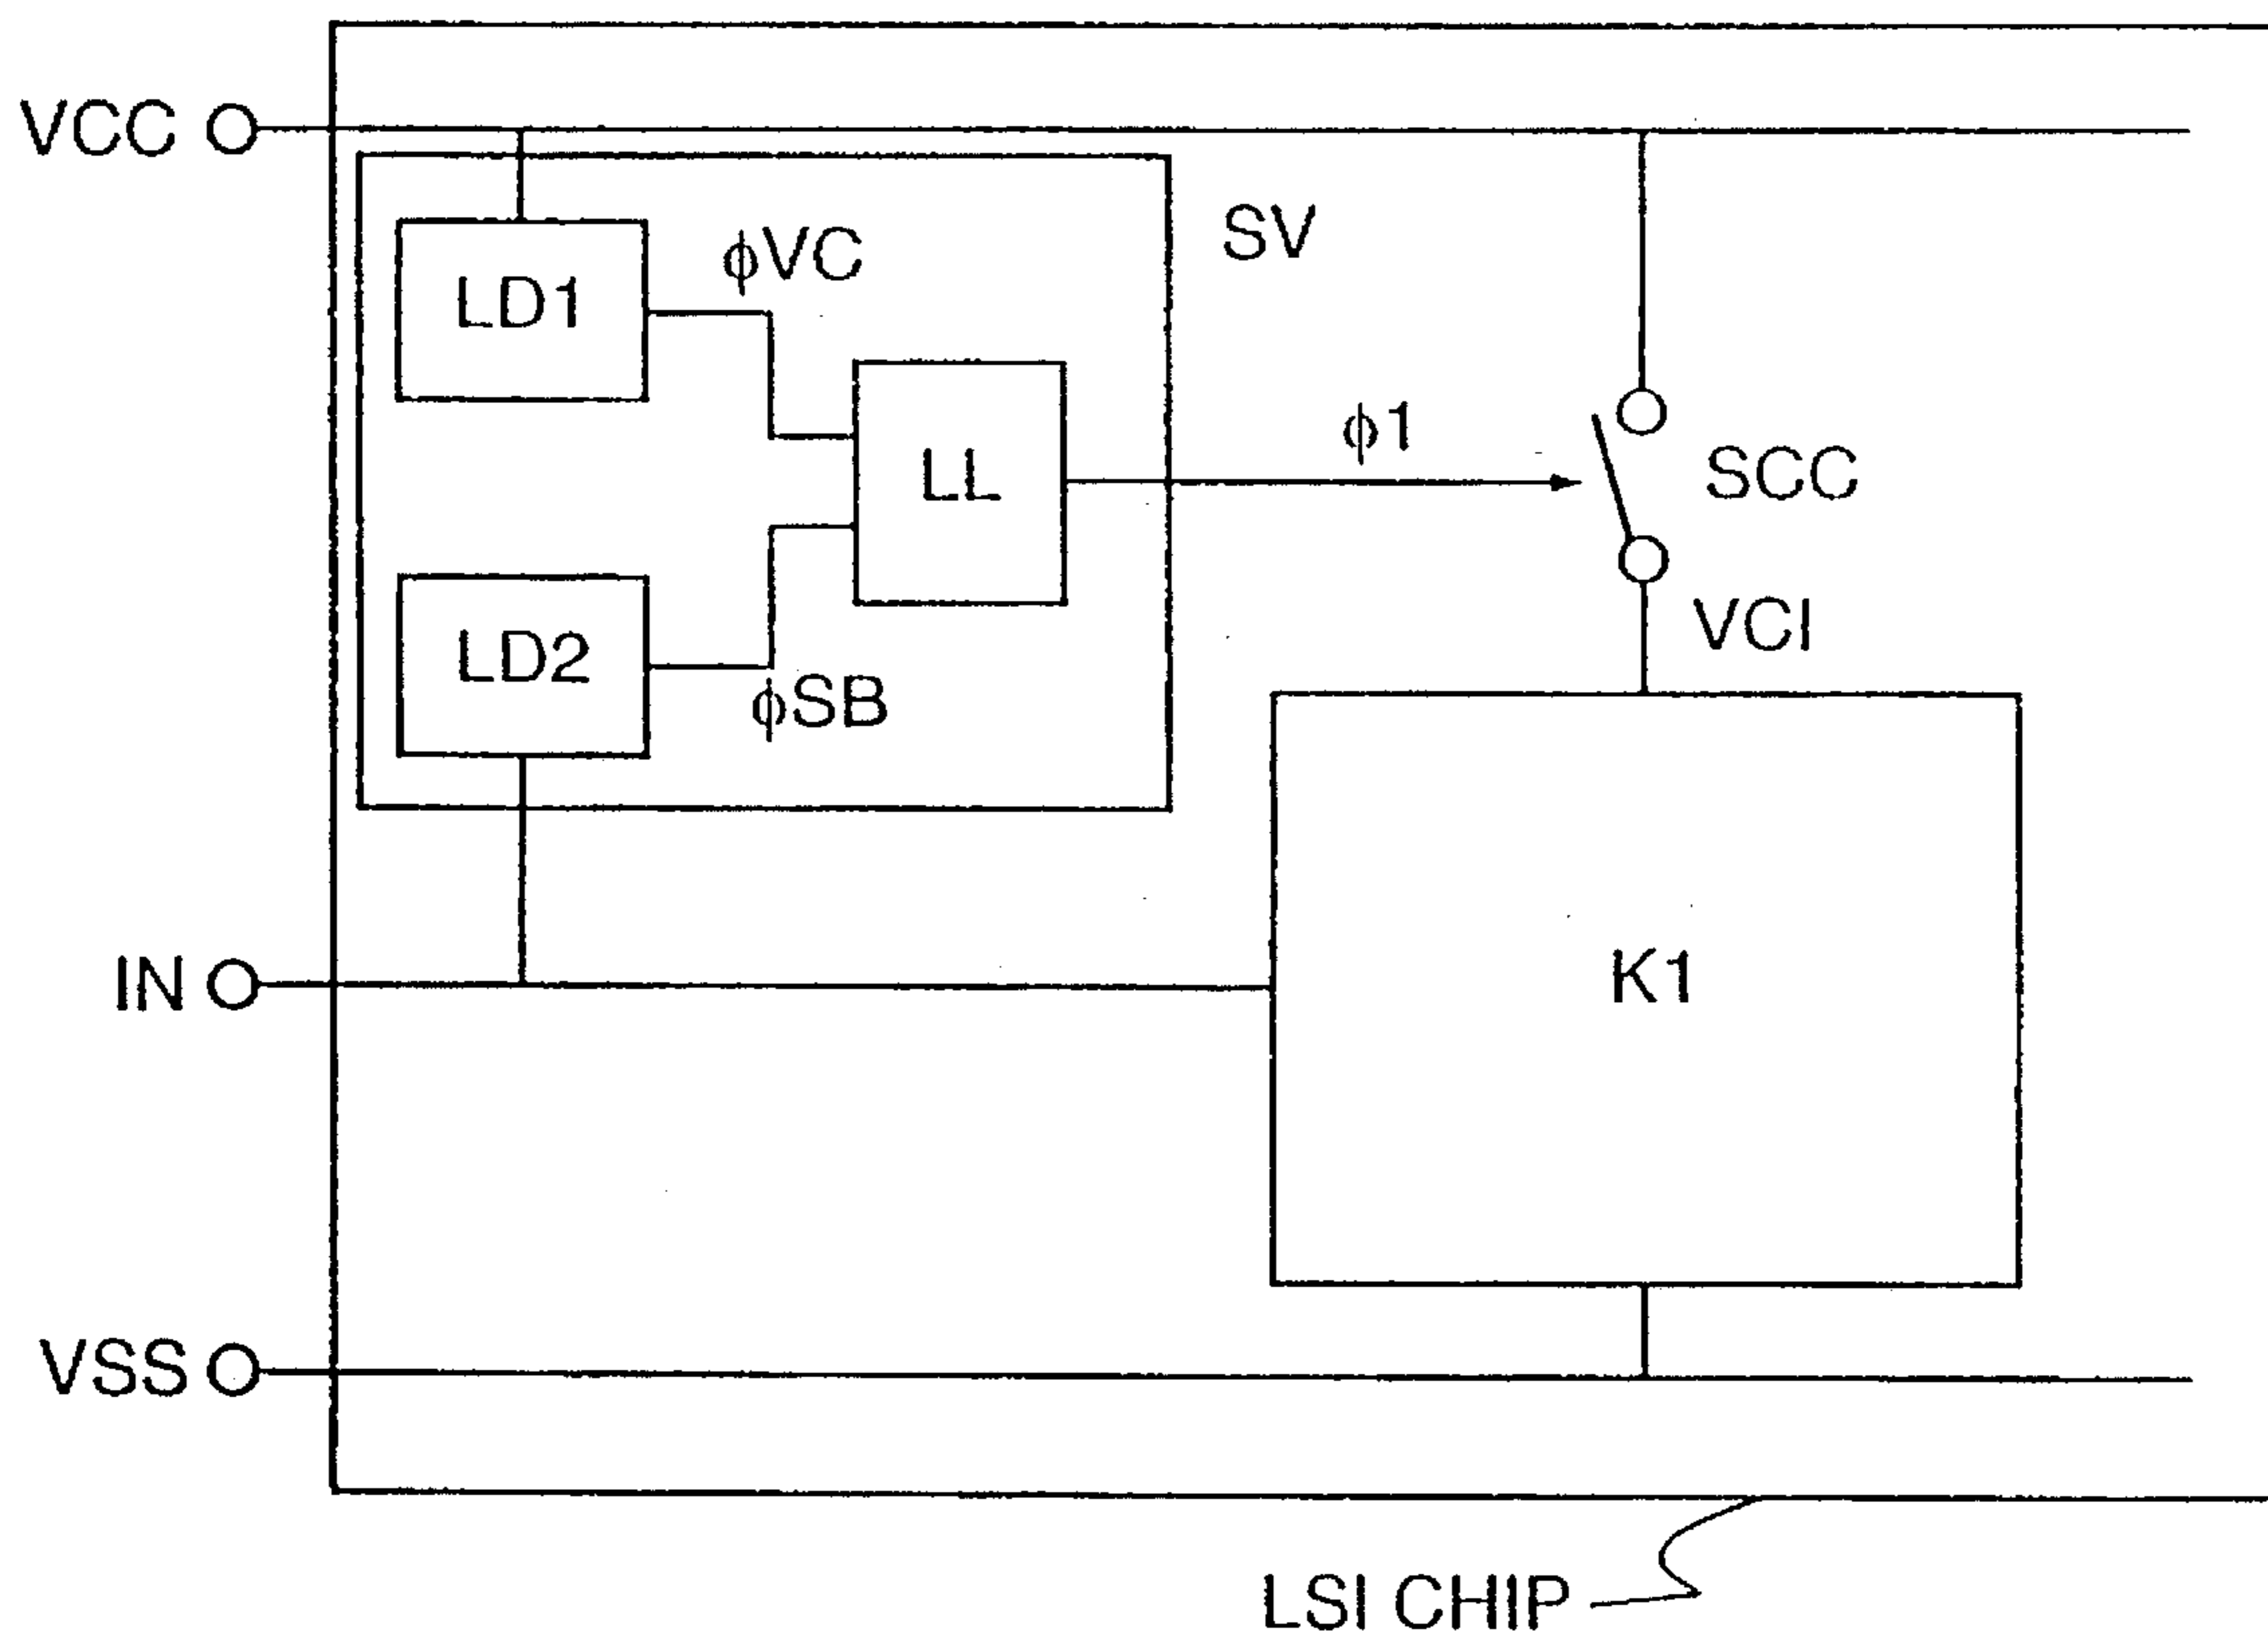 VCC
SV
ϕVC
LD1
ϕ1
LL
SCC
VCI
LD2
ϕSB
IN
K1
VSS
LSI CHIP